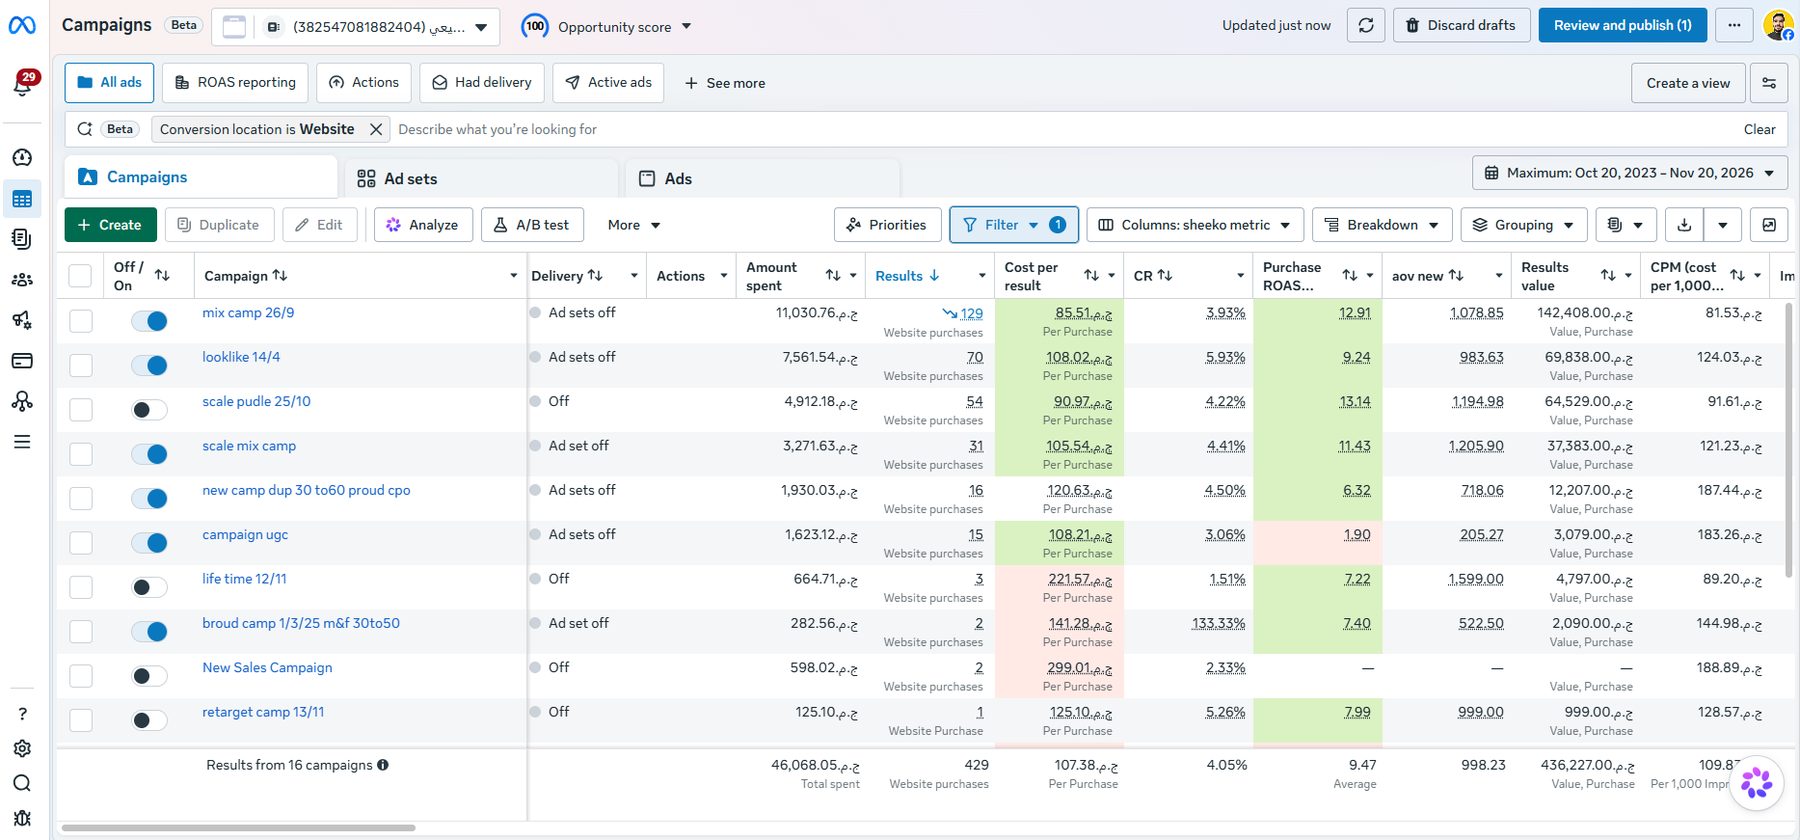 Campaigns Beta (382547081882404) ...يعي 100 Opportunity score Updated just now Discard drafts Review and publish (1)
29
All ads ROAS reporting Actions Had delivery Active ads + See more Create a view
Beta Conversion location is Website Describe what you're looking for Clear
Campaigns Ad sets Ads Maximum: Oct 20, 2023 – Nov 20, 2026
+ Create Duplicate Edit Analyze A/B test More Priorities Filter 1 Columns: sheeko metric Breakdown Grouping
Off / On Campaign Delivery Actions Amount spent Results Cost per result CR Purchase ROAS... aov new Results value CPM (cost per 1,000... Im
mix camp 26/9 Ad sets off 11,030.76.ج.م 129 85.51.ج.م 3.93% 12.91 1,078.85 142,408.00.ج.م 81.53.ج.م
Website purchases Per Purchase Value, Purchase
looklike 14/4 Ad sets off 7,561.54.ج.م 70 108.02.ج.م 5.93% 9.24 983.63 69,838.00.ج.م 124.03.ج.م
Website purchases Per Purchase Value, Purchase
scale pudle 25/10 Off 4,912.18.ج.م 54 90.97.ج.م 4.22% 13.14 1,194.98 64,529.00.ج.م 91.61.ج.م
Website purchases Per Purchase Value, Purchase
scale mix camp Ad set off 3,271.63.ج.م 31 105.54.ج.م 4.41% 11.43 1,205.90 37,383.00.ج.م 121.23.ج.م
Website purchases Per Purchase Value, Purchase
new camp dup 30 to60 proud cpo Ad sets off 1,930.03.ج.م 16 120.63.ج.م 4.50% 6.32 718.06 12,207.00.ج.م 187.44.ج.م
Website purchases Per Purchase Value, Purchase
campaign ugc Ad sets off 1,623.12.ج.م 15 108.21.ج.م 3.06% 1.90 205.27 3,079.00.ج.م 183.26.ج.م
Website purchases Per Purchase Value, Purchase
life time 12/11 Off 664.71.ج.م 3 221.57.ج.م 1.51% 7.22 1,599.00 4,797.00.ج.م 89.20.ج.م
Website purchases Per Purchase Value, Purchase
broud camp 1/3/25 m&f 30to50 Ad set off 282.56.ج.م 2 141.28.ج.م 133.33% 7.40 522.50 2,090.00.ج.م 144.98.ج.م
Website purchases Per Purchase Value, Purchase
New Sales Campaign Off 598.02.ج.م 2 299.01.ج.م 2.33% — — — 188.89.ج.م
Website purchases Per Purchase Value, Purchase
retarget camp 13/11 Off 125.10.ج.م 1 125.10.ج.م 5.26% 7.99 999.00 999.00.ج.م 128.57.ج.م
Website Purchase Per Purchase Value, Purchase
Results from 16 campaigns 46,068.05.ج.م 429 107.38.ج.م 4.05% 9.47 998.23 436,227.00.ج.م 109.8
Total spent Website purchases Per Purchase Average Value, Purchase Per 1,000 Impr